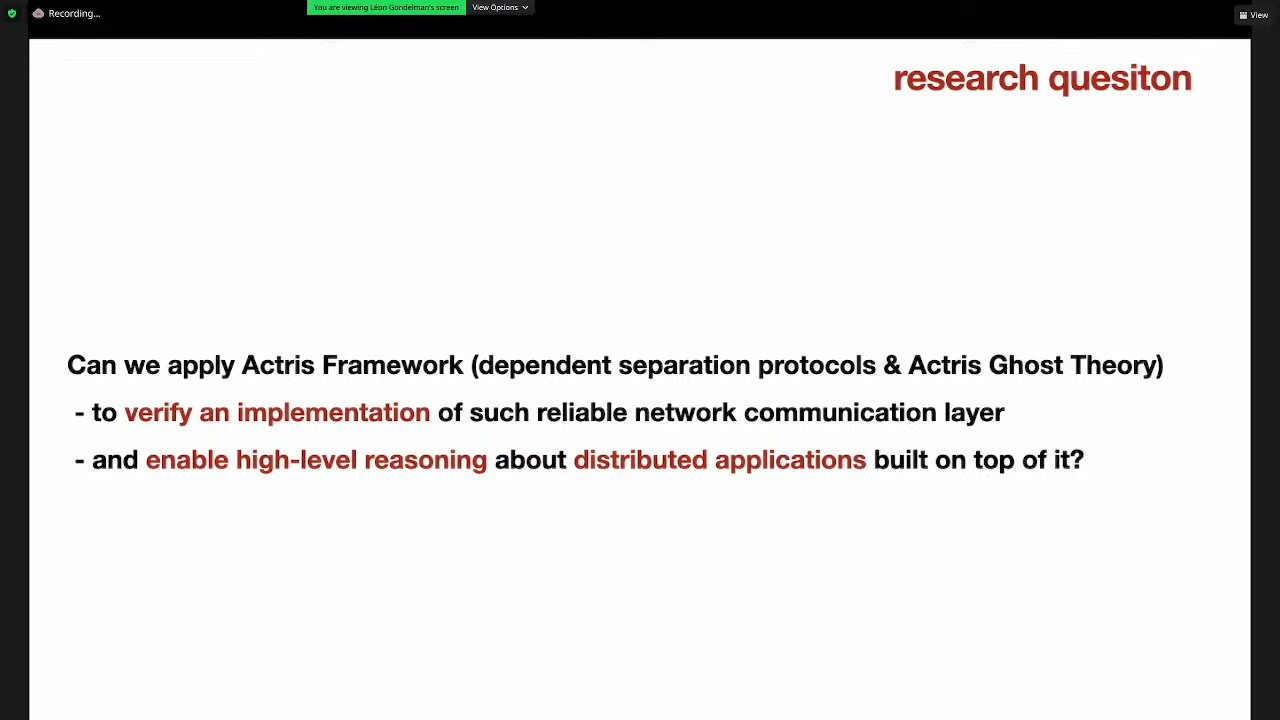 Recording...
You are viewing Léon Gondelman's screen
View Options
View
research quesiton
Can we apply Actris Framework (dependent separation protocols & Actris Ghost Theory)
- to verify an implementation of such reliable network communication layer
- and enable high-level reasoning about distributed applications built on top of it?